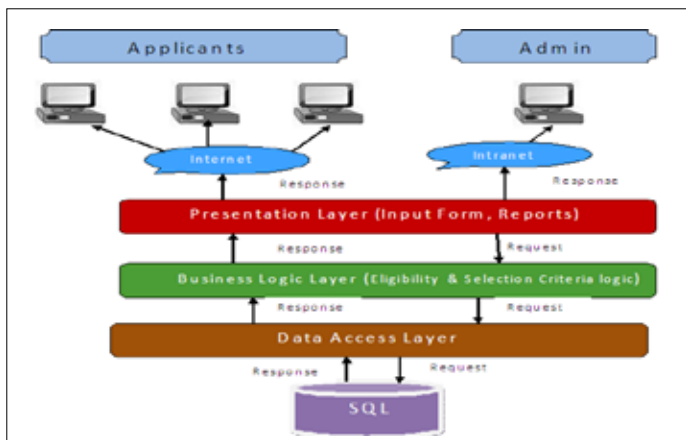 Applicants
Admin
Internet
Intranet
Response
Response
Presentation Layer (Input Form, Reports)
Response
Request
Business Logic Layer (Eligibility & Selection Criteria logic)
Response
Request
Data Access Layer
Response
Request
SQL